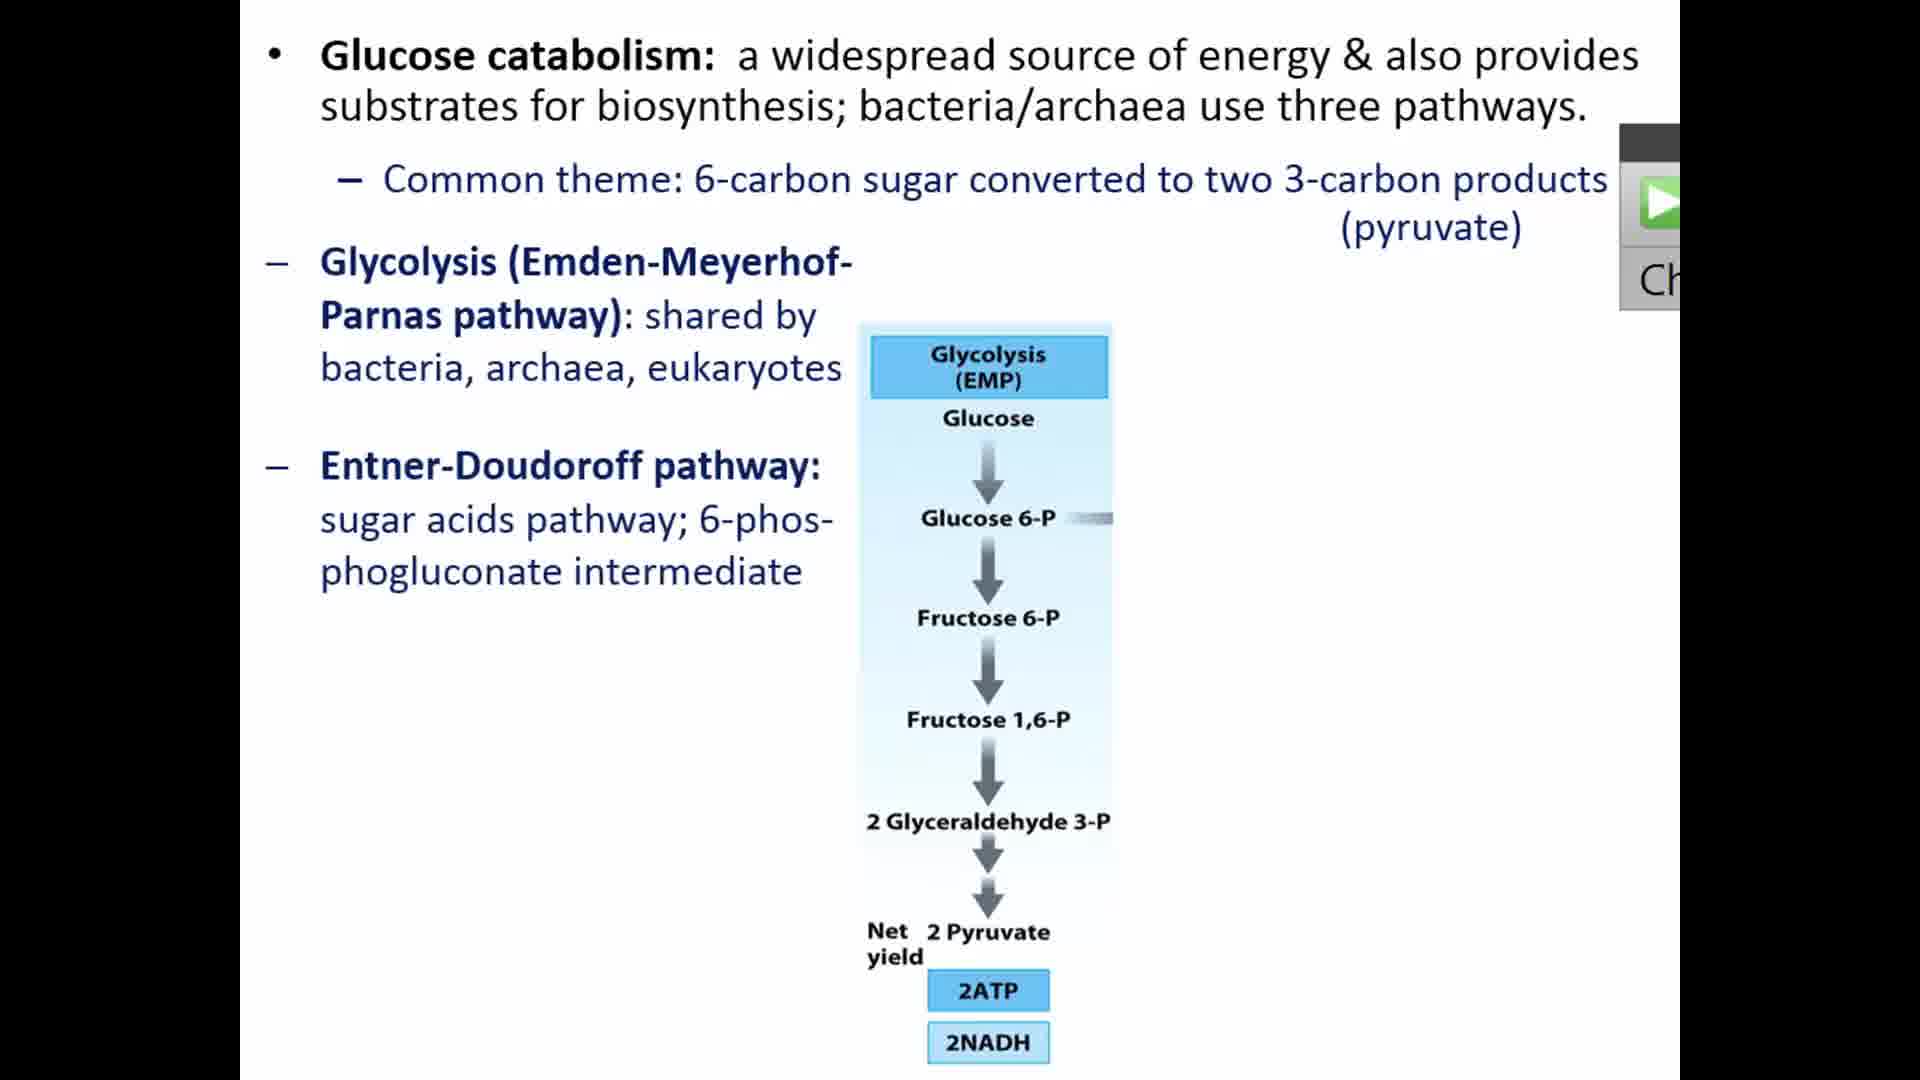 • Glucose catabolism: a widespread source of energy & also provides
substrates for biosynthesis; bacteria/archaea use three pathways.
– Common theme: 6-carbon sugar converted to two 3-carbon products
(pyruvate)
– Glycolysis (Emden-Meyerhof-
Parnas pathway): shared by
bacteria, archaea, eukaryotes
– Entner-Doudoroff pathway:
sugar acids pathway; 6-phos-
phogluconate intermediate
Glycolysis
(EMP)
Glucose
Glucose 6-P
Fructose 6-P
Fructose 1,6-P
2 Glyceraldehyde 3-P
Net yield
2 Pyruvate
2ATP
2NADH
Ch